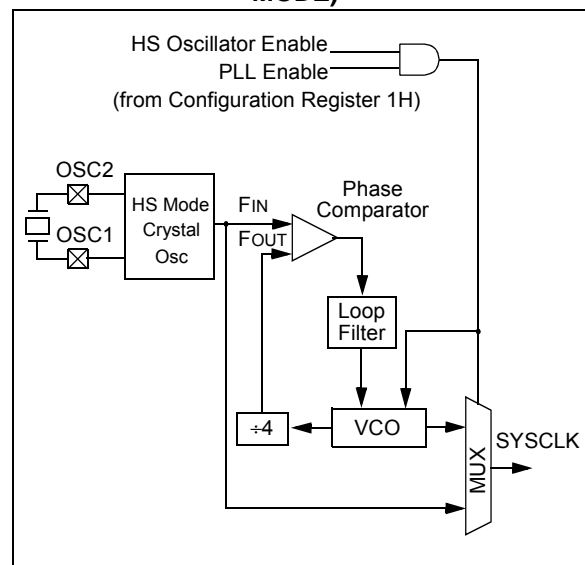 MODE)
HS Oscillator Enable
PLL Enable
(from Configuration Register 1H)
OSC2
OSC1
HS Mode
Crystal
Osc
FIN
FOUT
Phase
Comparator
Loop
Filter
÷4
VCO
MUX
SYSCLK